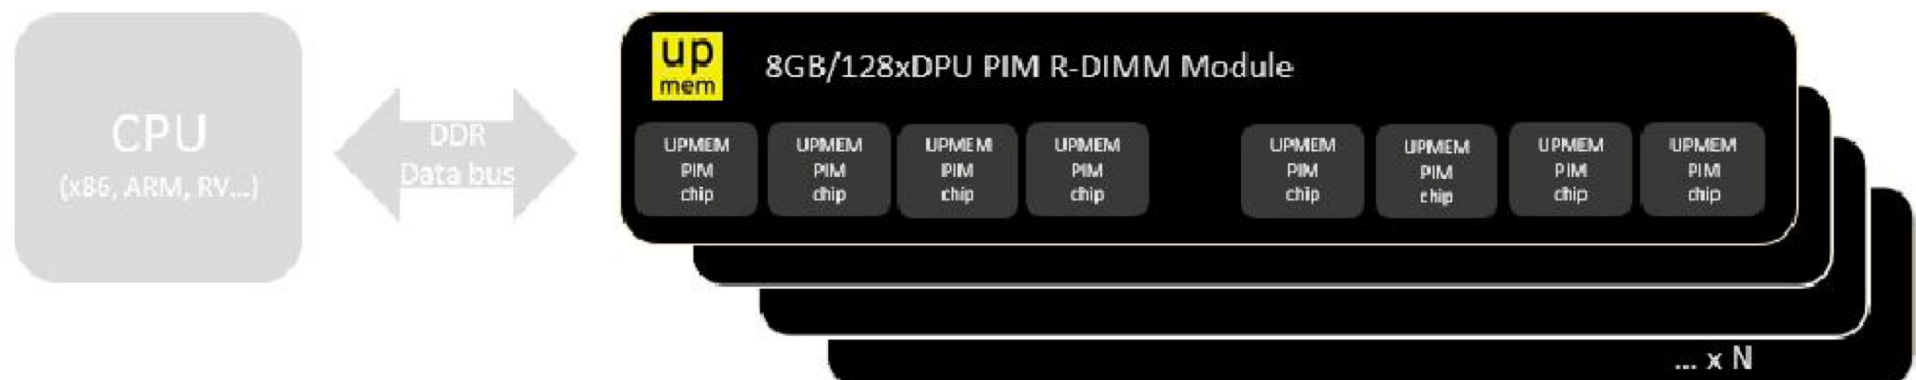 CPU
(x86, ARM, RV...)
DDR
Data bus
up
mem
8GB/128xDPU PIM R-DIMM Module
UPMEM
PIM
chip
UPMEM
PIM
chip
UPMEM
PIM
chip
UPMEM
PIM
chip
UPMEM
PIM
chip
UPMEM
PIM
chip
UPMEM
PIM
chip
UPMEM
PIM
chip
... x N